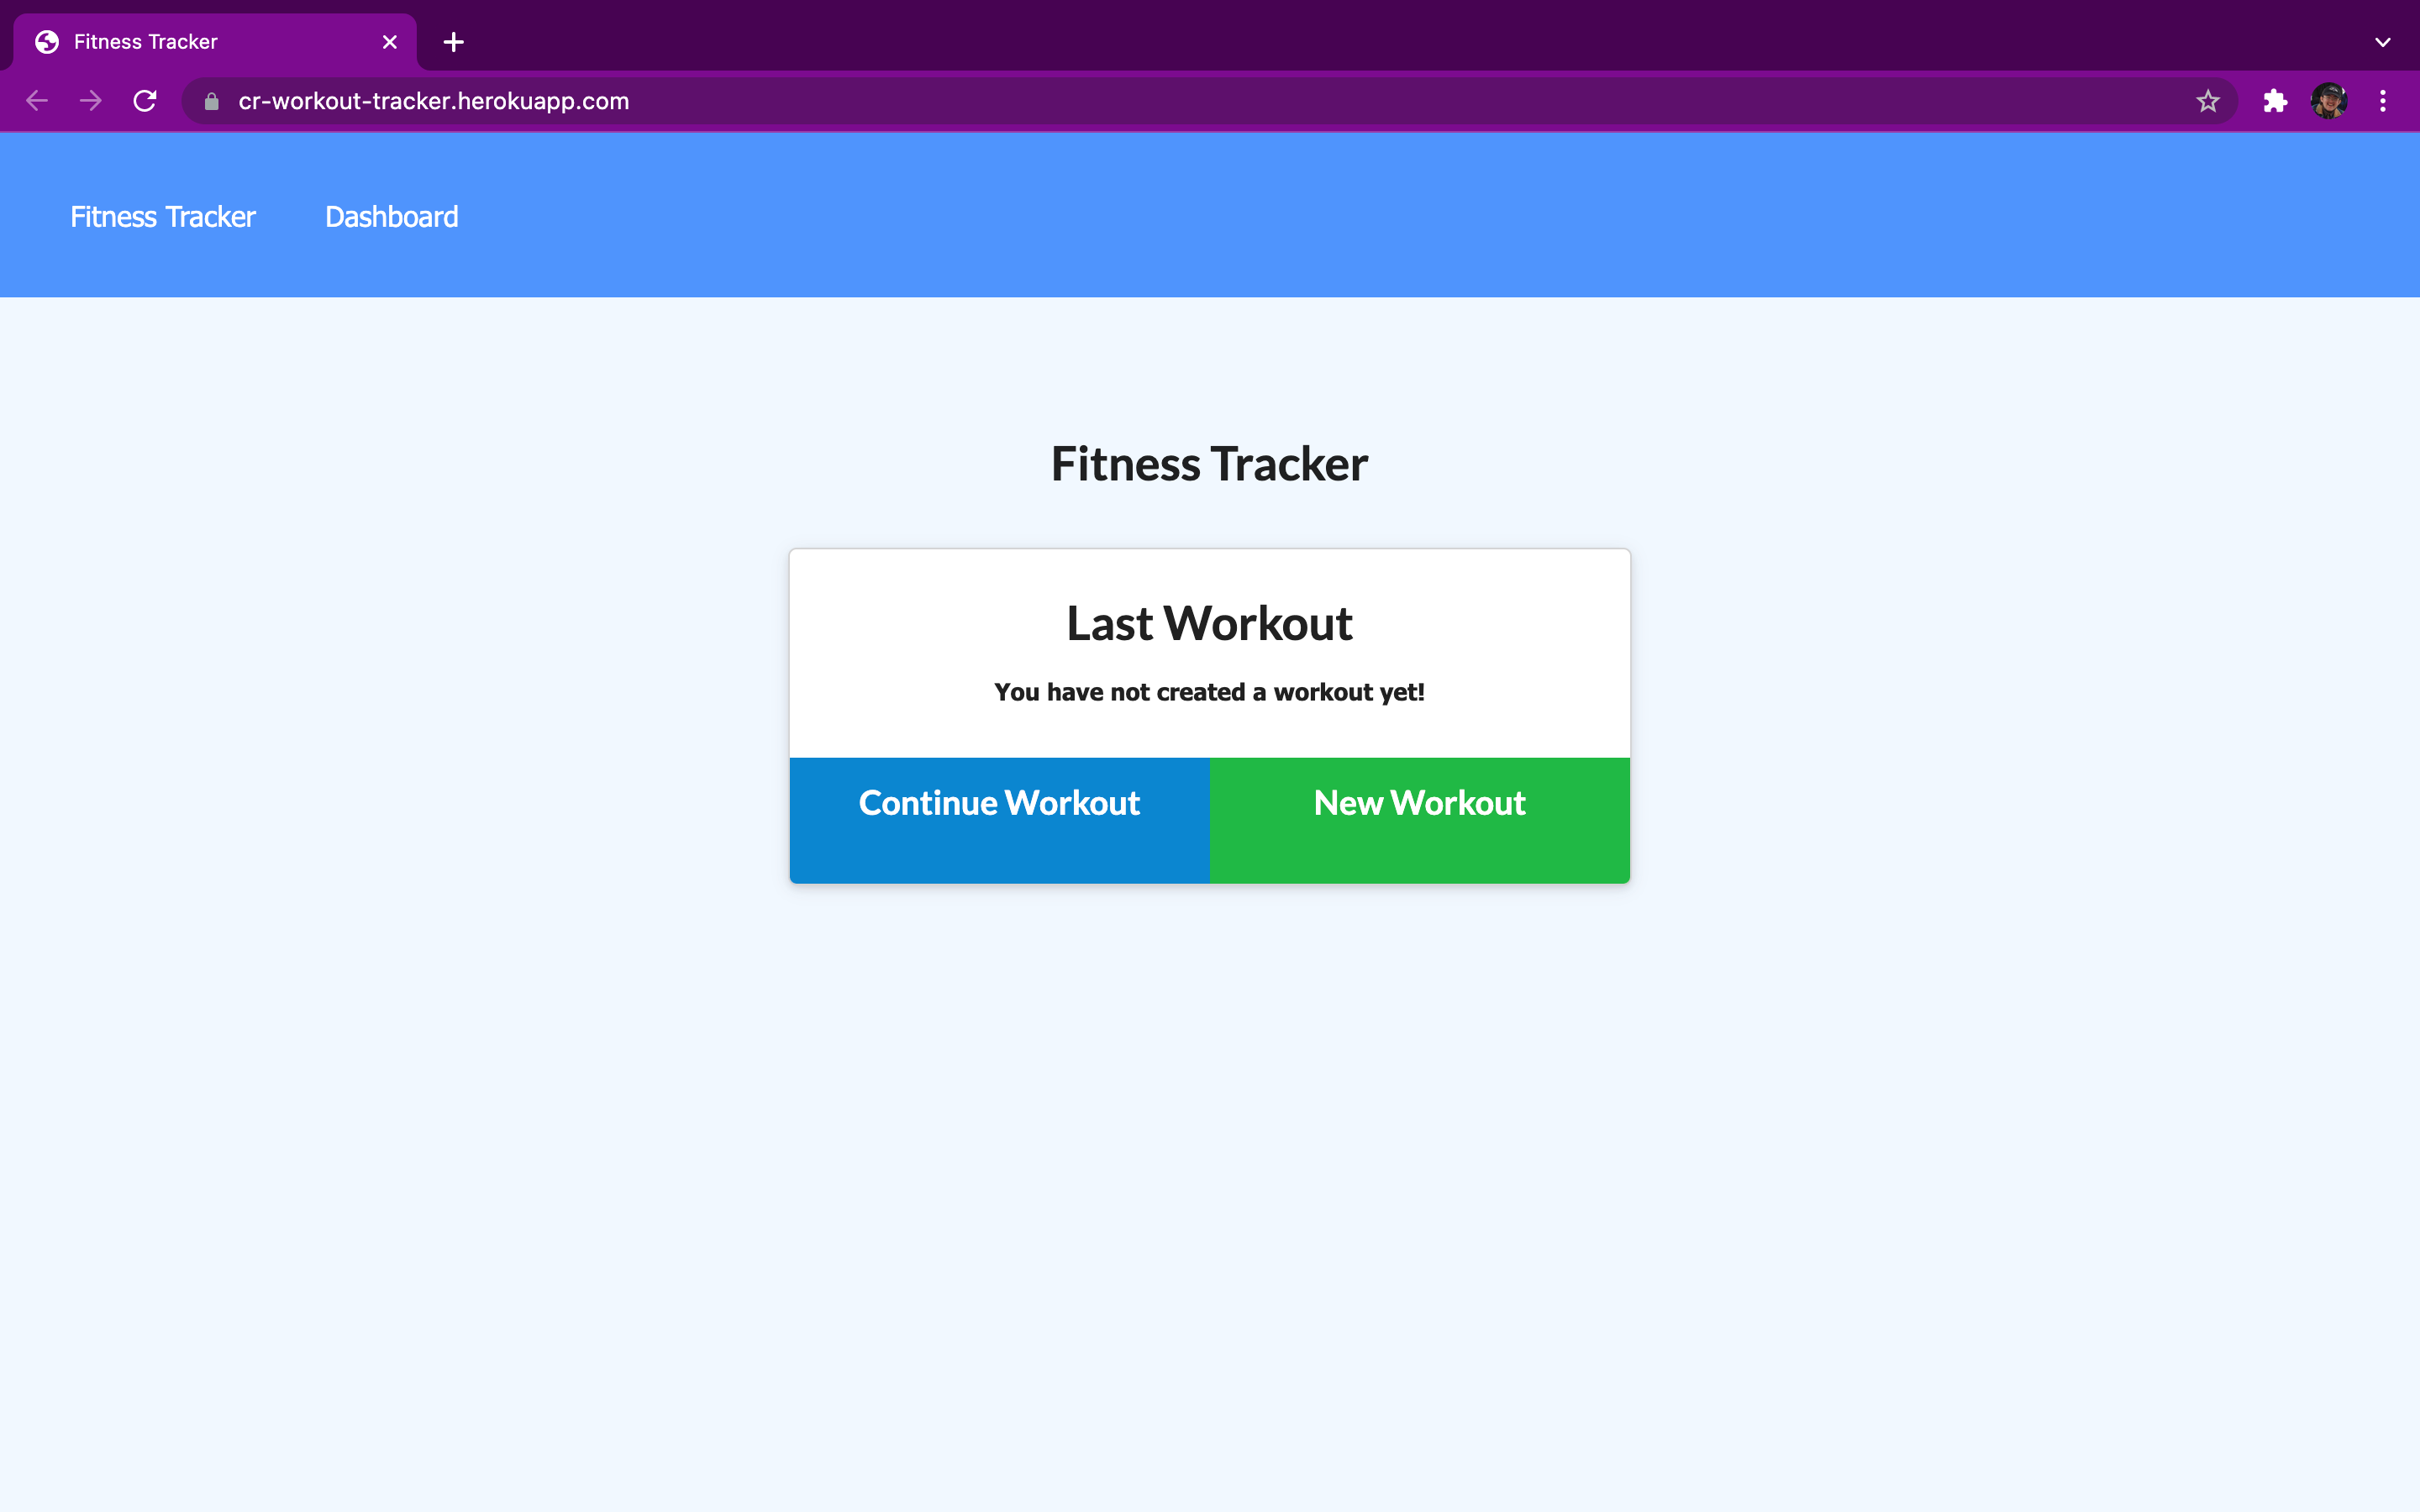 Fitness Tracker
cr-workout-tracker.herokuapp.com
Fitness Tracker Dashboard
Fitness Tracker
Last Workout
You have not created a workout yet!
Continue Workout New Workout